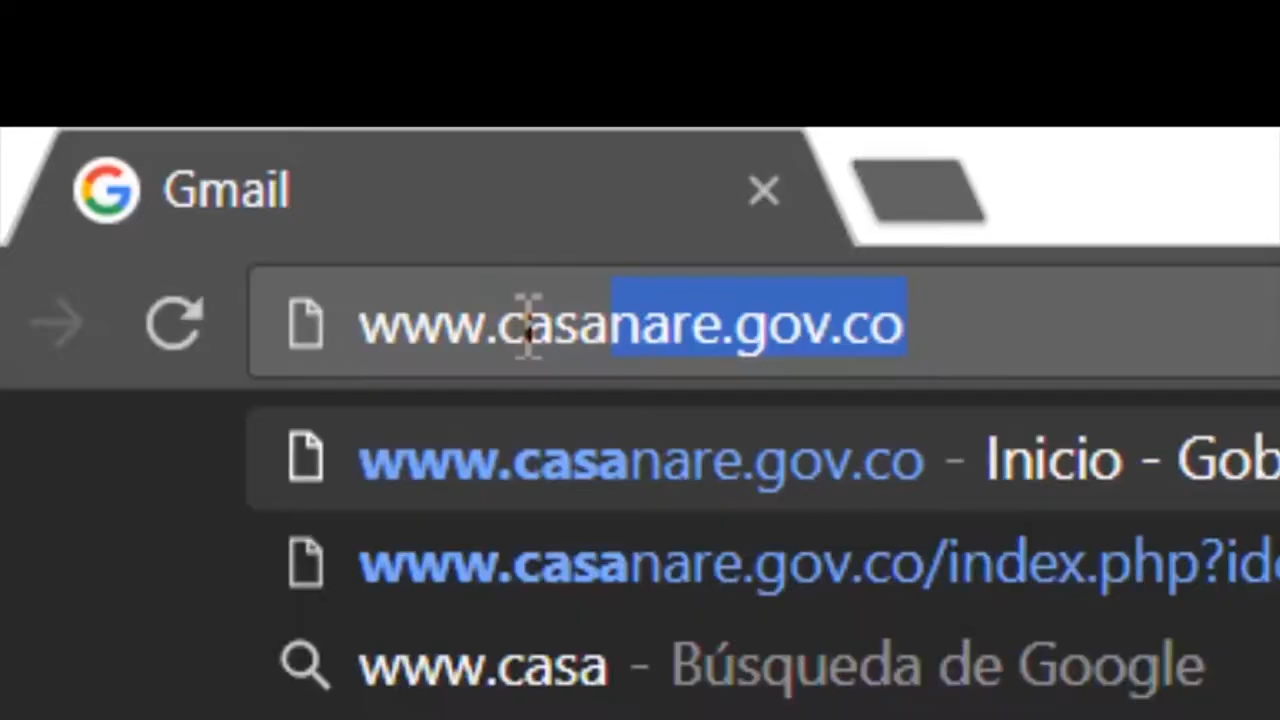 Gmail
www.casanare.gov.co
www.casanare.gov.co - Inicio - Gob
www.casanare.gov.co/index.php?ide
www.casa - Búsqueda de Google